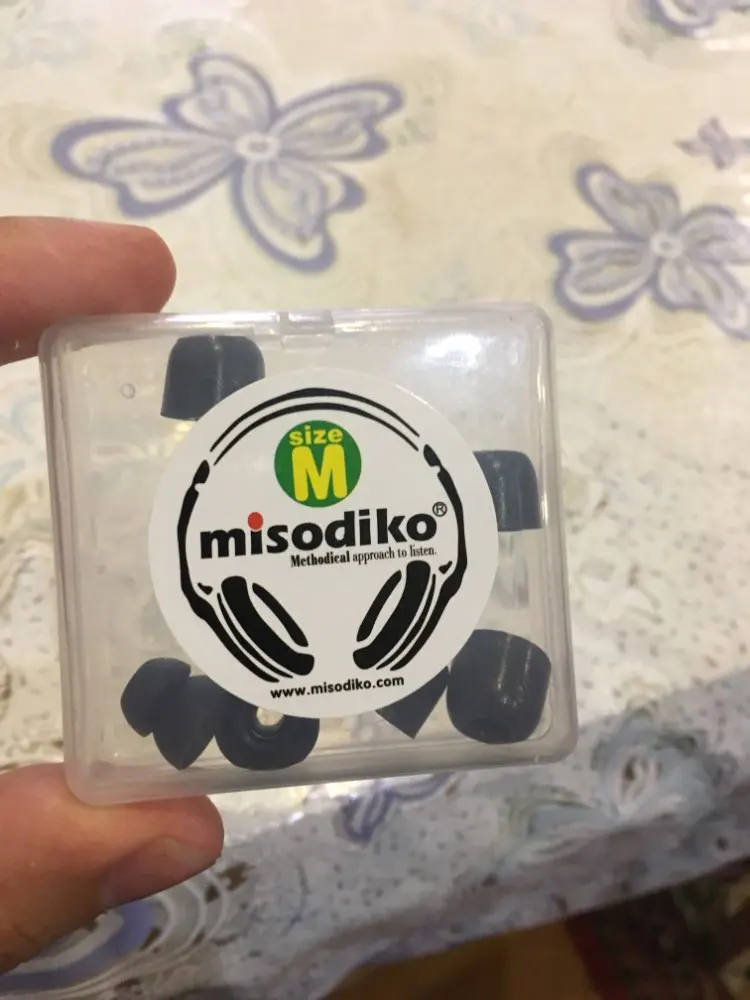 size
M
misodiko®
Methodical approach to listen.
www.misodiko.com